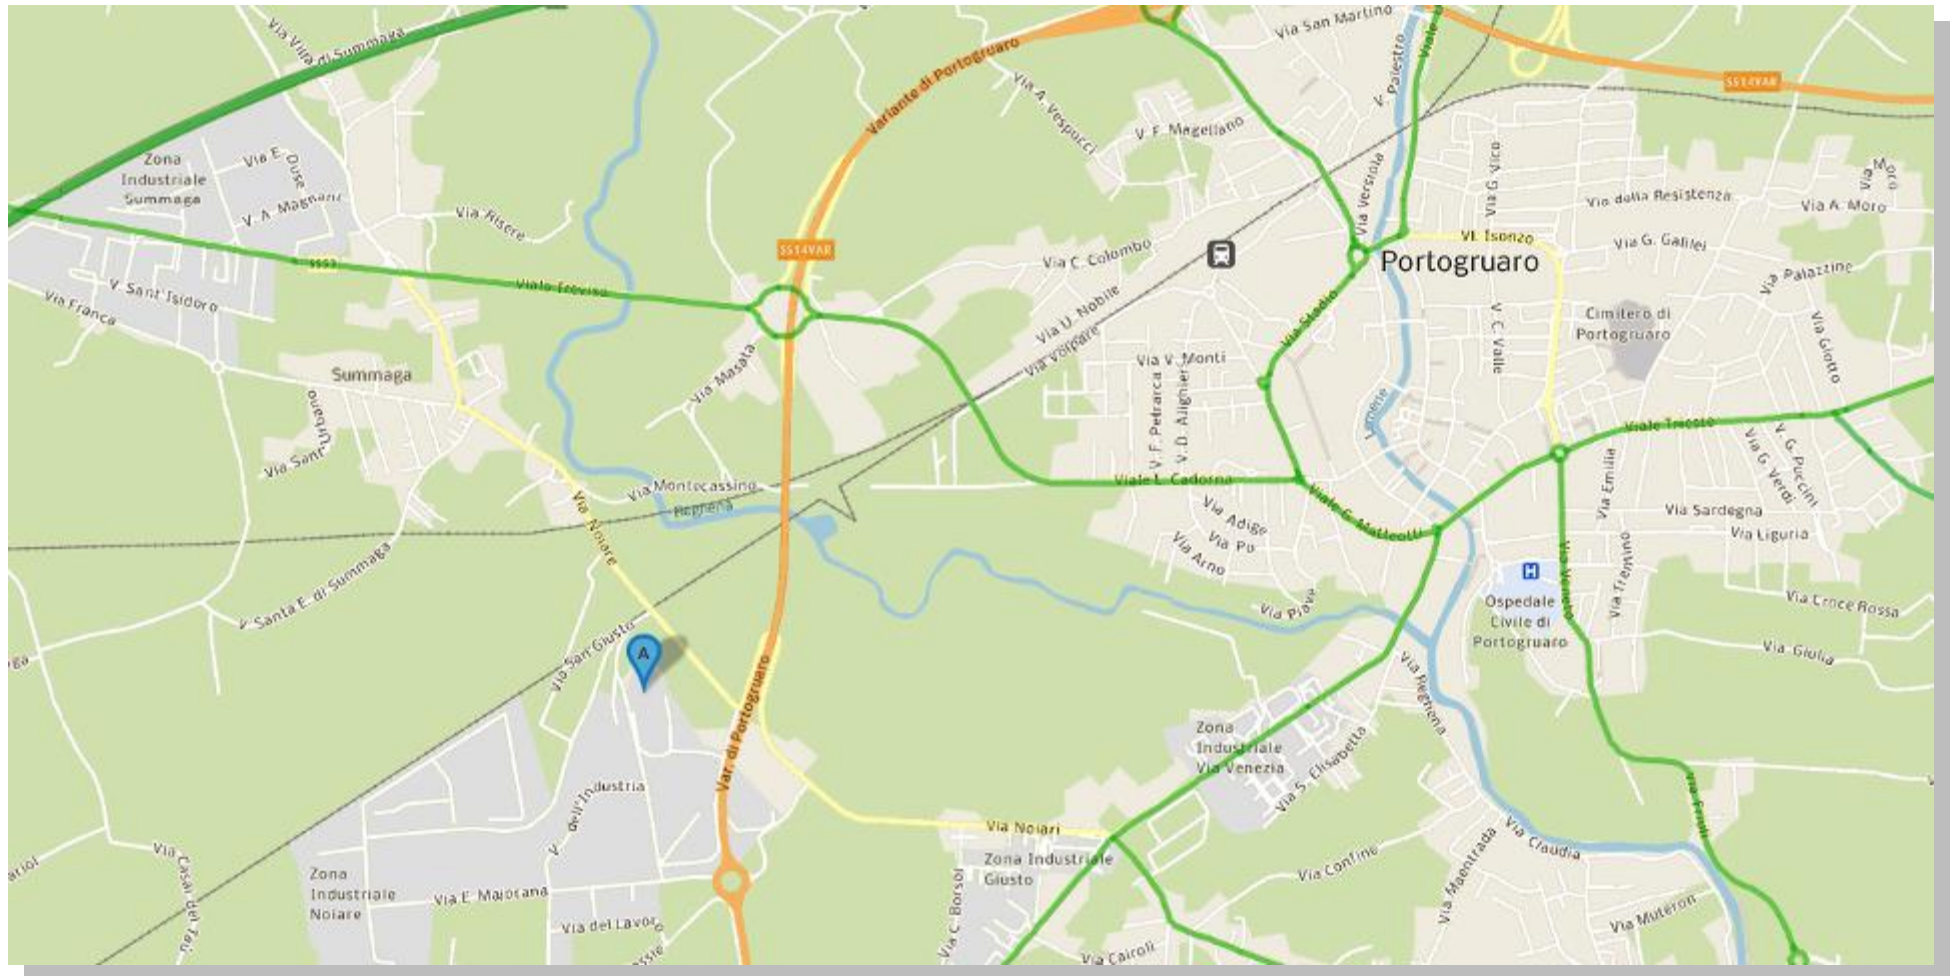 Via Villa di Summaga
Variante di Portogruaro
Via San Martino
V. Palestro
Viale
SS14VAR
Via A. Vespucci
V. F. Magellano
Zona
Industriale
Summaga
Via E. Duse
V. A. Magnani
Via Risere
Via Versiola
Via della Resistenza
Via A. Moro
Via Moro
SS14VAR
Via C. Colombo
Vl. Isonzo
Via G. Galilei
Portogruaro
Via Palazzine
SS53
Viale Treviso
V. Sant'Isidoro
Via Franca
Via U. Nobile
Via Volpare
Via Stadio
V. C. Valle
Cimitero di
Portogruaro
Via Giotto
Via Masata
Via V. Monti
Summaga
Via Sant'Urbano
V. F. Petrarca
V. D. Alighieri
Lemene
Viale Trieste
V. G. Puccini
Via G. Verdi
Via Emilia
Via Montecassino
Reghena
Viale L. Cadorna
Viale G. Matteotti
Via Adige
Via Po
Via Arno
Via Sardegna
Via Liguria
Via Noiare
Via Trentino
Via Veneto
H
Ospedale
Civile di
Portogruaro
V. Santa E. di Summaga
Via Piave
Via Croce Rossa
Via San Giusto
A
Via Giulia
Var. di Portogruaro
Via Reghena
Zona
Industriale
Via Venezia
Via S. Elisabetta
V. dell'Industria
Via Noiari
Via Friuli
Zona Industriale
Giusto
Via Claudia
Via Confine
Via Maentrada
Via Casai del Taù
Zona
Industriale
Noiare
Via E. Majorana
Via del Lavoro
Via C. Borsoi
Via Muteron
Via Cairoli